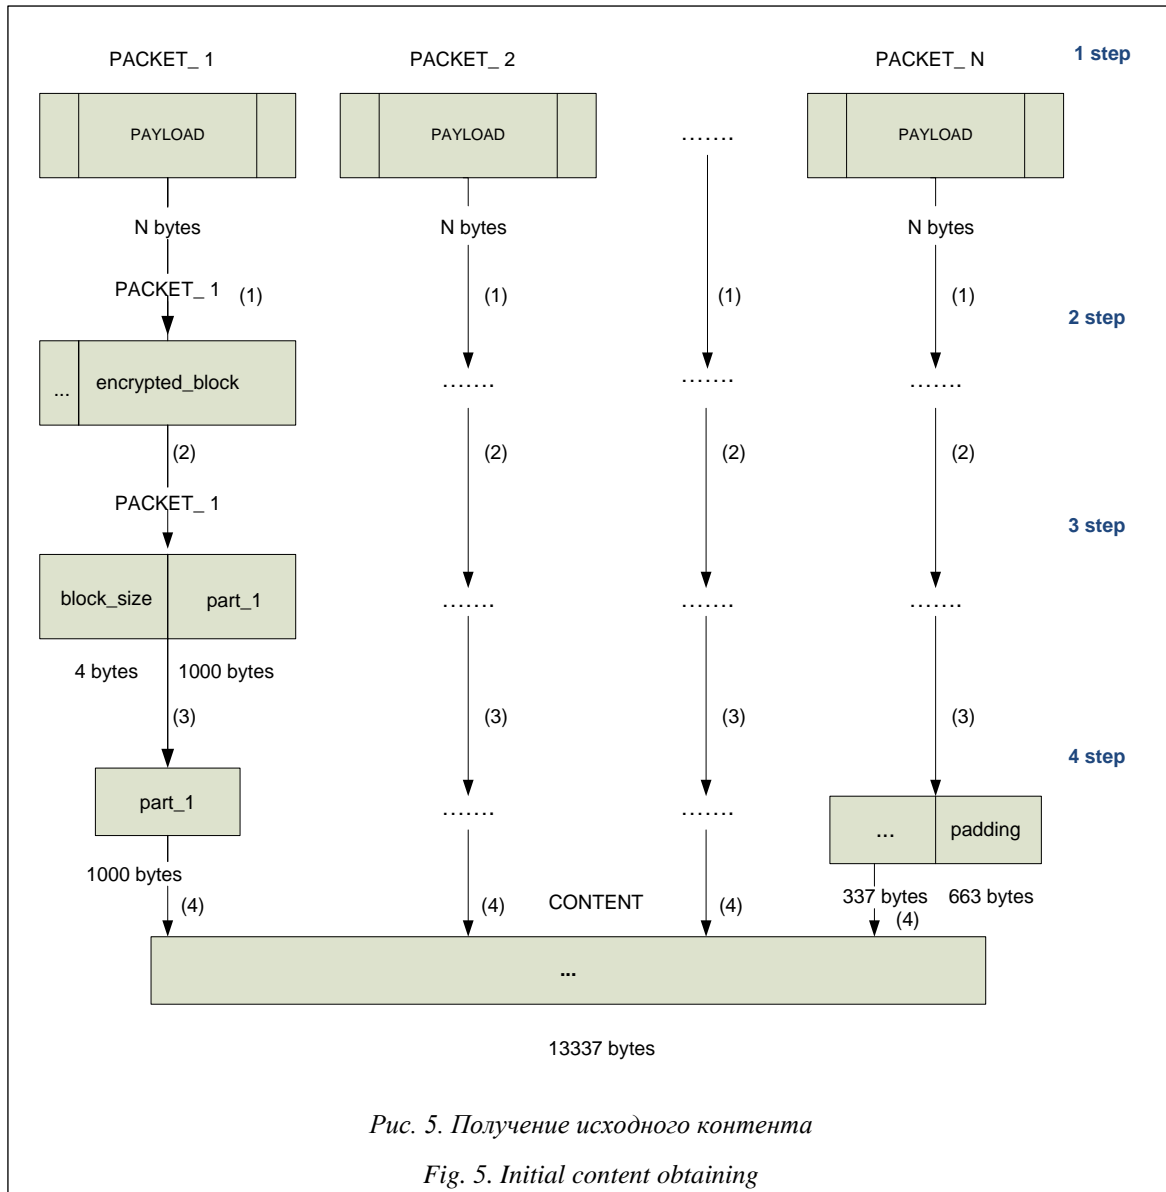 PACKET_ 1 PACKET_ 2 PACKET_ N 1 step
PAYLOAD PAYLOAD ....... PAYLOAD
N bytes N bytes N bytes
PACKET_ 1 (1) (1) (1) (1)
2 step
... encrypted_block ....... ....... .......
(2) (2) (2) (2)
PACKET_ 1
3 step
block_size part_1 ....... ....... .......
4 bytes 1000 bytes
(3) (3) (3) (3)
4 step
part_1 ....... ....... ... padding
1000 bytes 337 bytes 663 bytes
(4) (4) CONTENT (4) (4)
...
13337 bytes
Рис. 5. Получение исходного контента
Fig. 5. Initial content obtaining